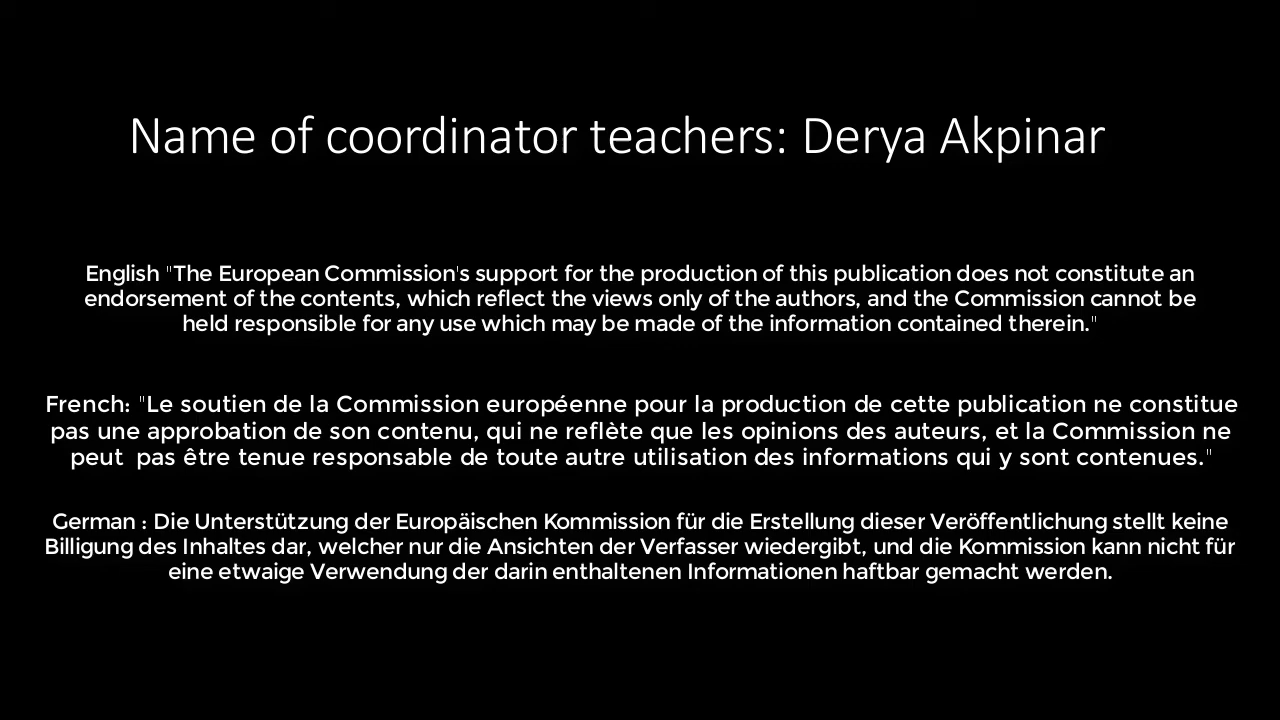 Name of coordinator teachers: Derya Akpinar
English "The European Commission's support for the production of this publication does not constitute an
endorsement of the contents, which reflect the views only of the authors, and the Commission cannot be
held responsible for any use which may be made of the information contained therein."
French: "Le soutien de la Commission européenne pour la production de cette publication ne constitue
pas une approbation de son contenu, qui ne reflète que les opinions des auteurs, et la Commission ne
peut  pas être tenue responsable de toute autre utilisation des informations qui y sont contenues."
German : Die Unterstützung der Europäischen Kommission für die Erstellung dieser Veröffentlichung stellt keine
Billigung des Inhaltes dar, welcher nur die Ansichten der Verfasser wiedergibt, und die Kommission kann nicht für
eine etwaige Verwendung der darin enthaltenen Informationen haftbar gemacht werden.